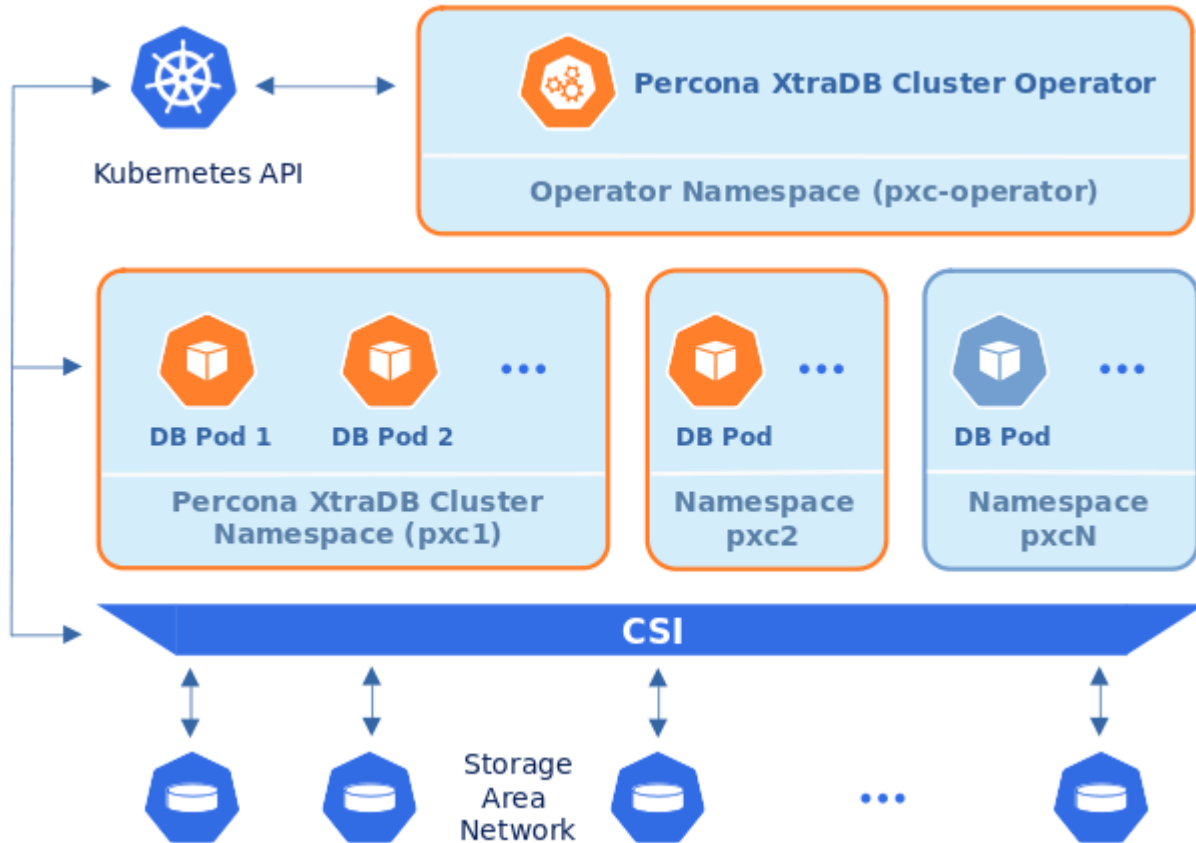 Percona XtraDB Cluster Operator
Kubernetes API
Operator Namespace (pxc-operator)
DB Pod 1
DB Pod 2
...
DB Pod
...
DB Pod
...
Percona XtraDB Cluster
Namespace (pxc1)
Namespace
pxc2
Namespace
pxcN
CSI
Storage
Area
Network
...